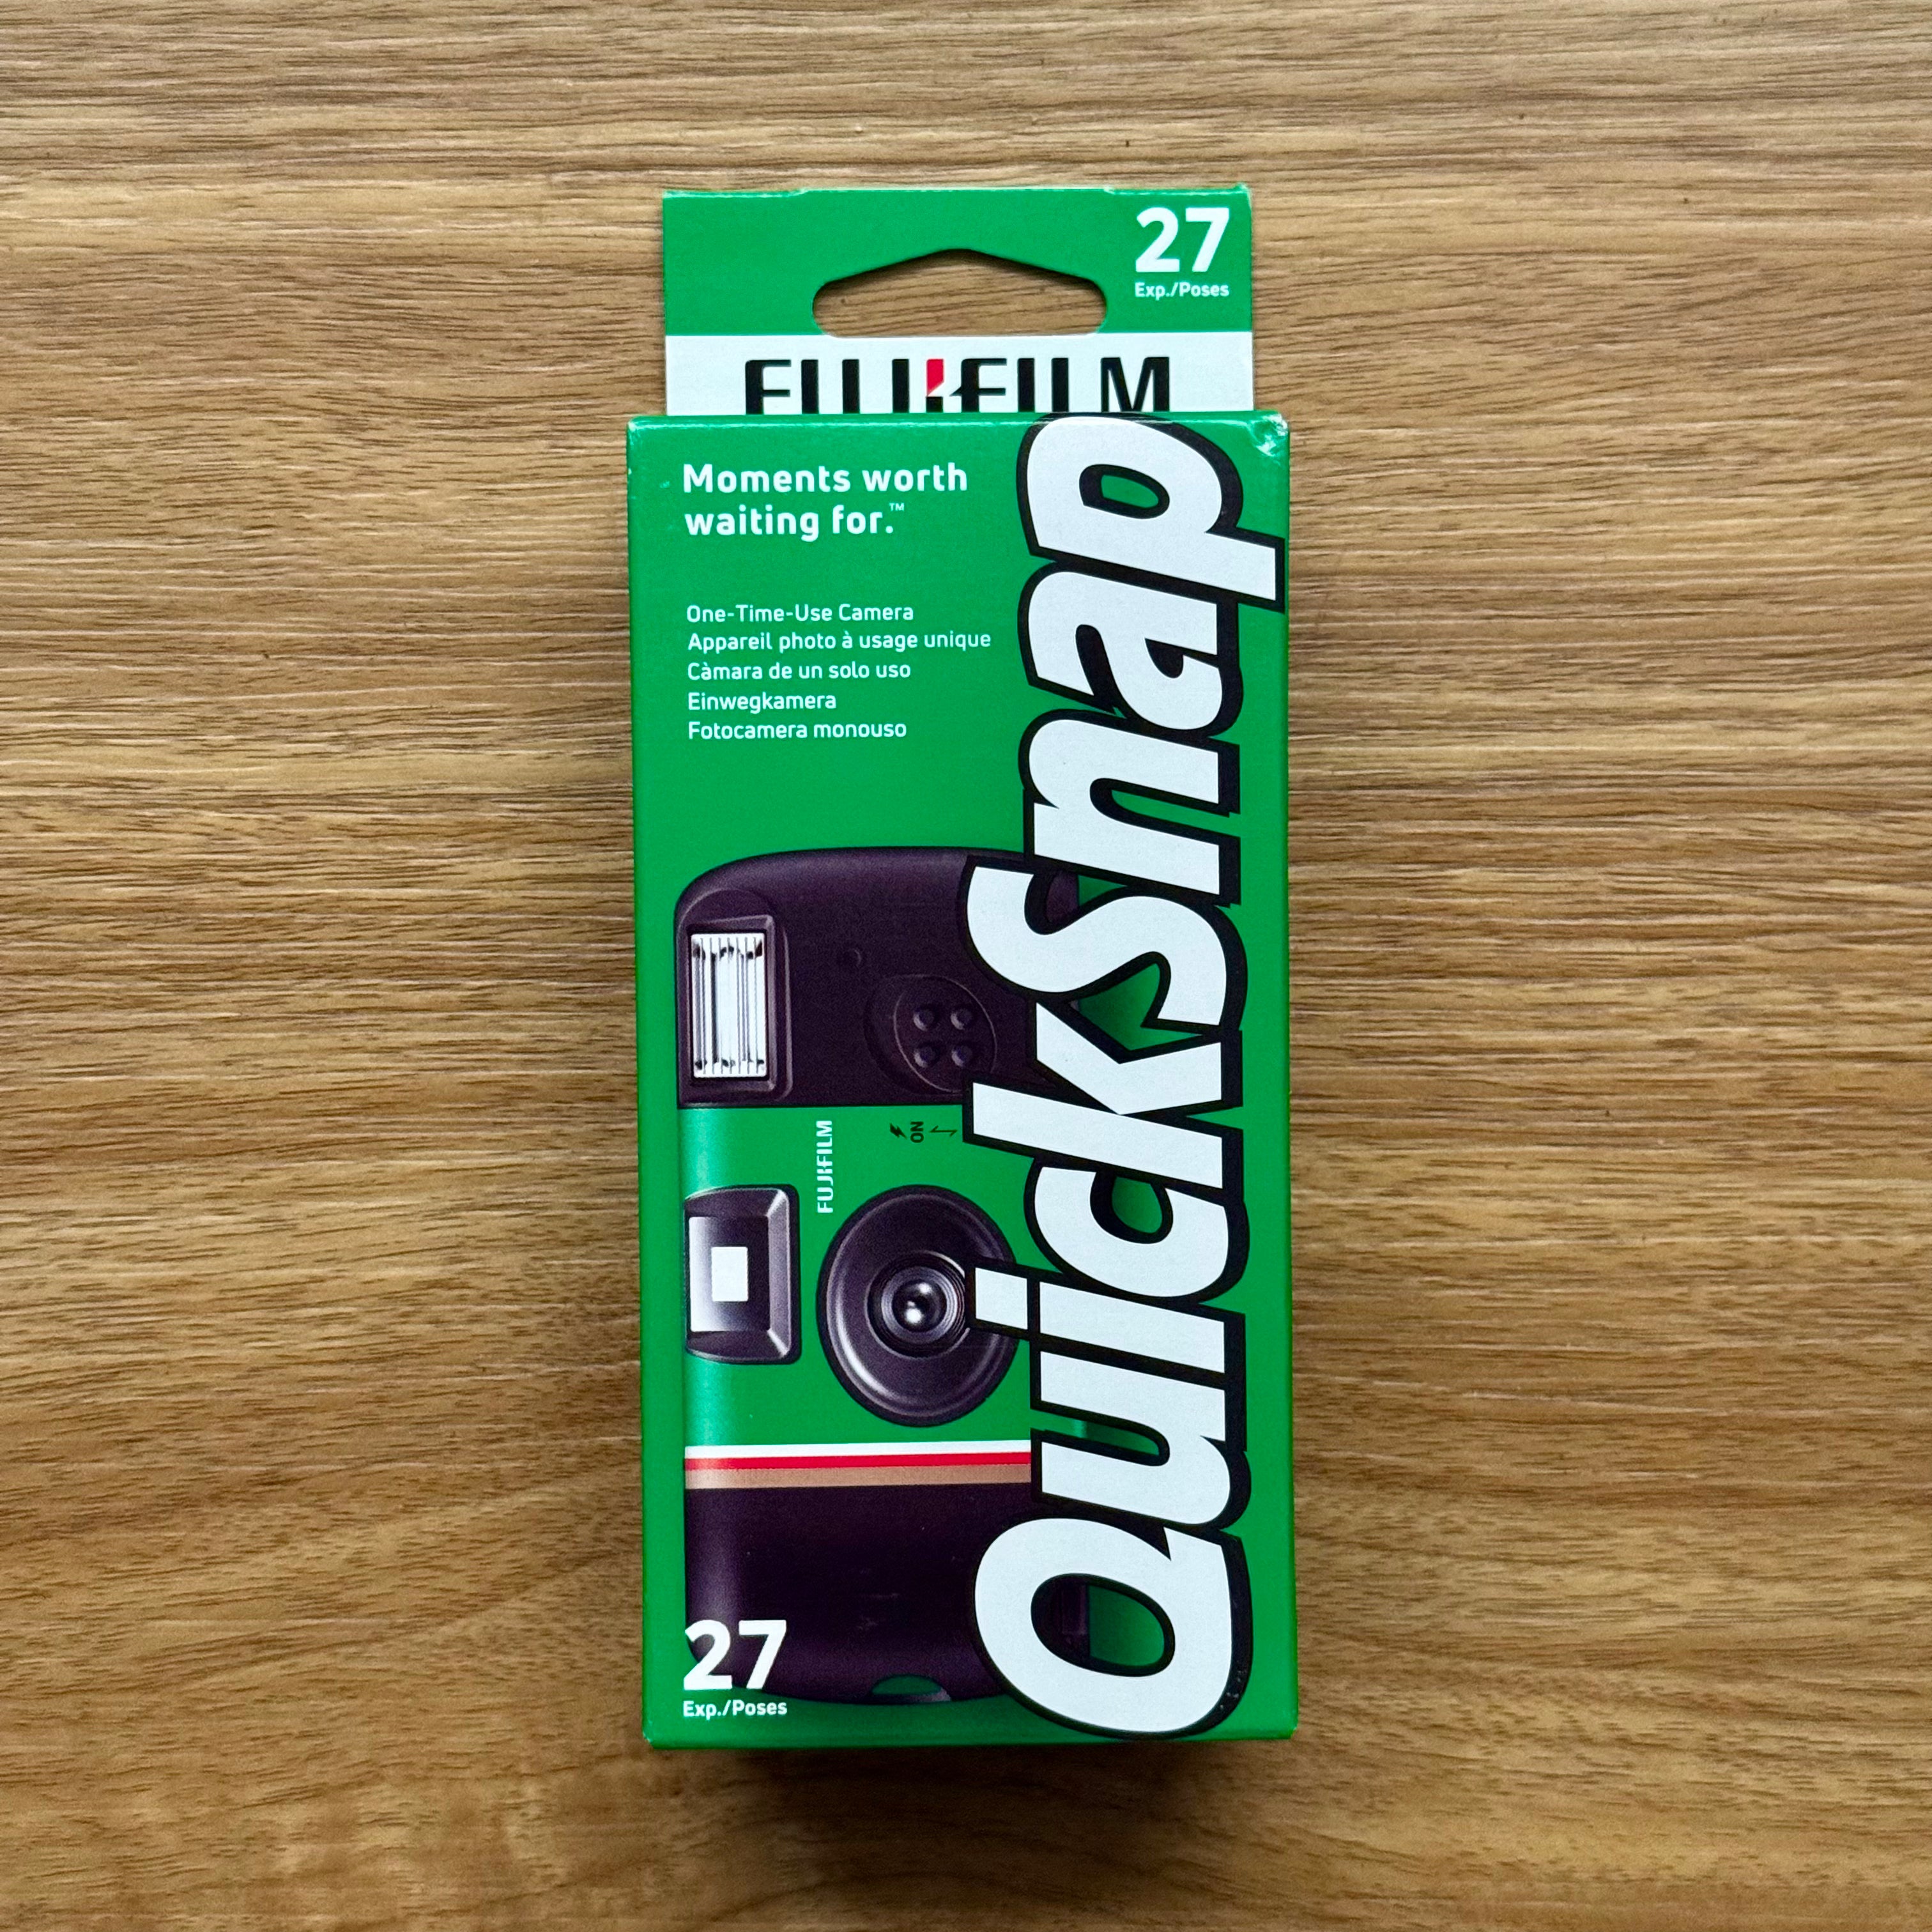 27
Exp./Poses
FUJIFILM
Moments worth
waiting for.™
One-Time-Use Camera
Appareil photo à usage unique
Càmara de un solo uso
Einwegkamera
Fotocamera monouso
QuickSnap
FUJIFILM
ON
27
Exp./Poses